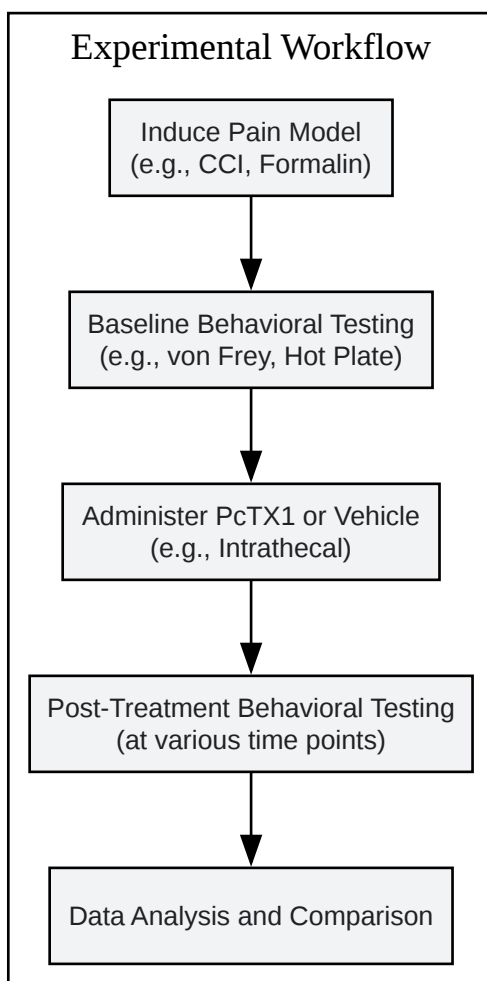 Experimental Workflow
Induce Pain Model
(e.g., CCI, Formalin)
Baseline Behavioral Testing
(e.g., von Frey, Hot Plate)
Administer PcTX1 or Vehicle
(e.g., Intrathecal)
Post-Treatment Behavioral Testing
(at various time points)
Data Analysis and Comparison